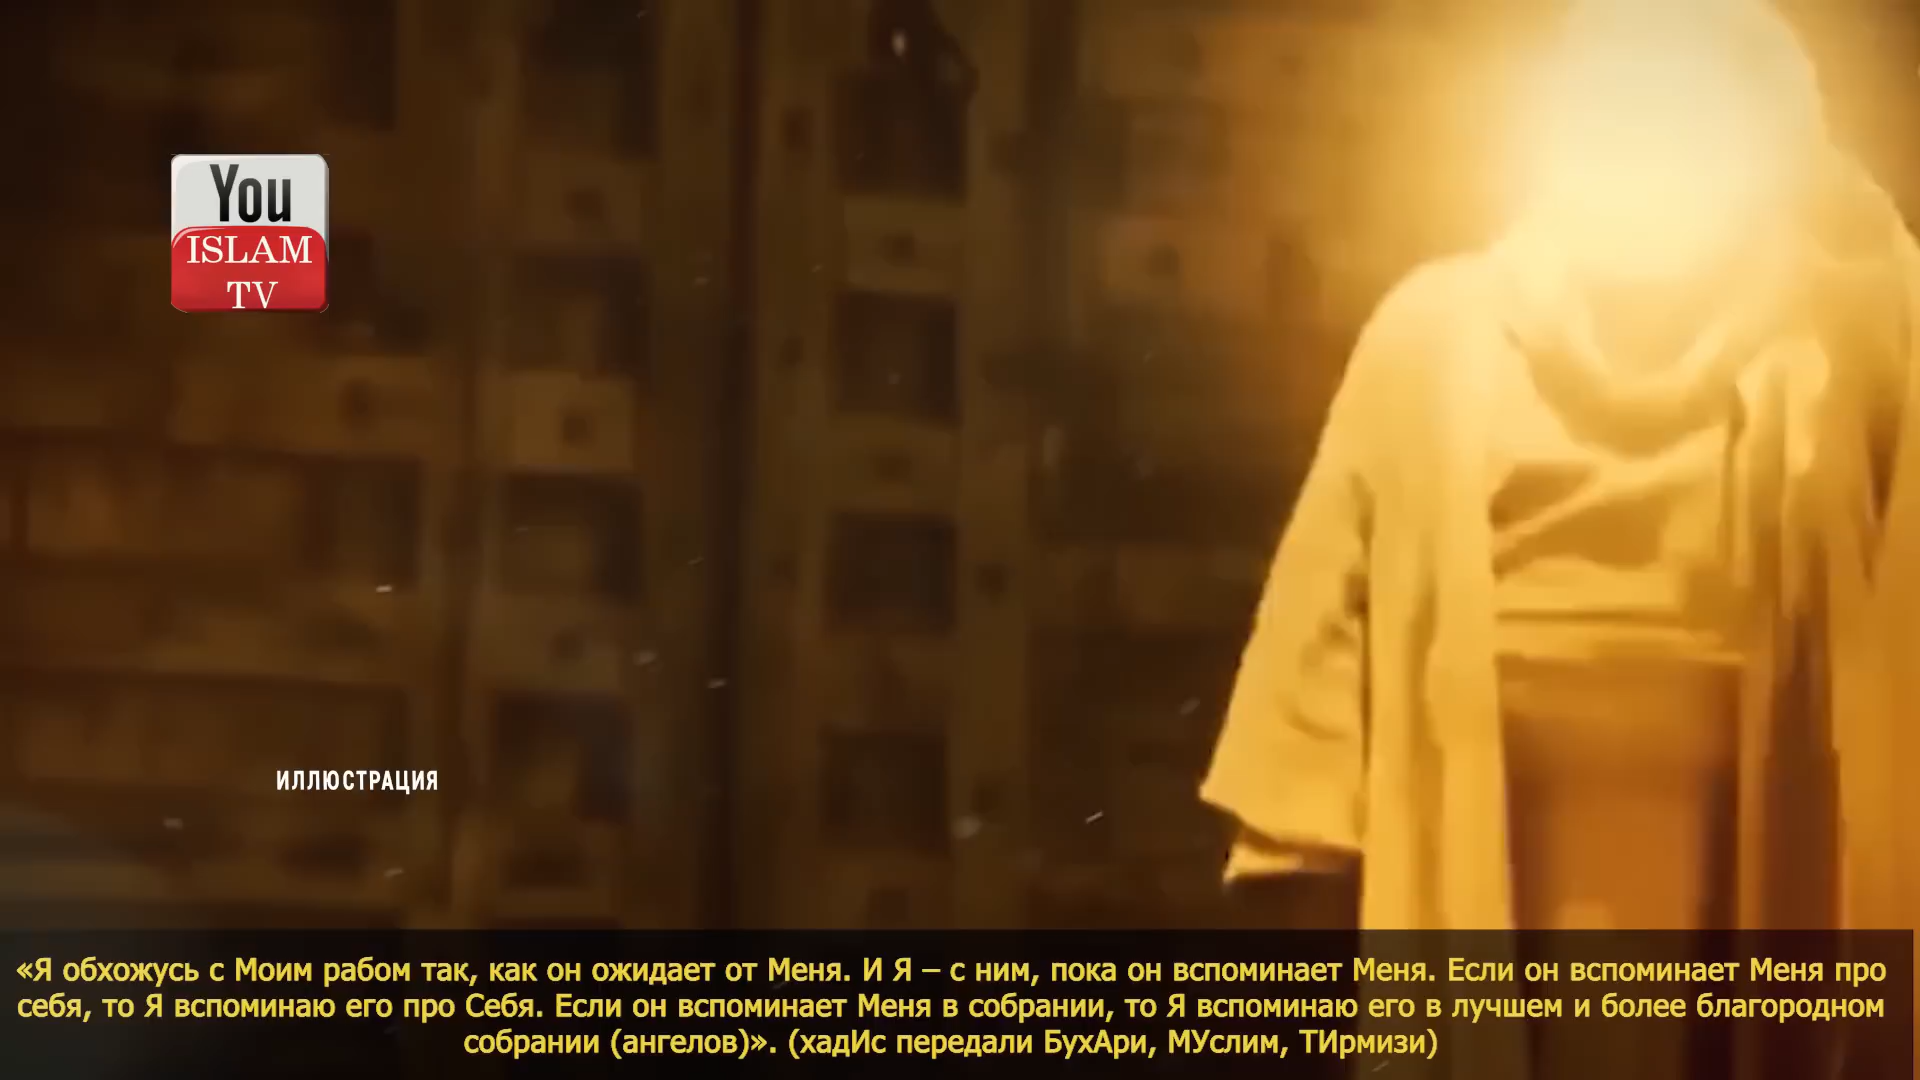 You
ISLAM
TV
ИЛЛЮСТРАЦИЯ
«Я обхожусь с Моим рабом так, как он ожидает от Меня. И Я – с ним, пока он вспоминает Меня. Если он вспоминает Меня про
себя, то Я вспоминаю его про Себя. Если он вспоминает Меня в собрании, то Я вспоминаю его в лучшем и более благородном
собрании (ангелов)». (хадИс передали БухАри, МУслим, ТИрмизи)